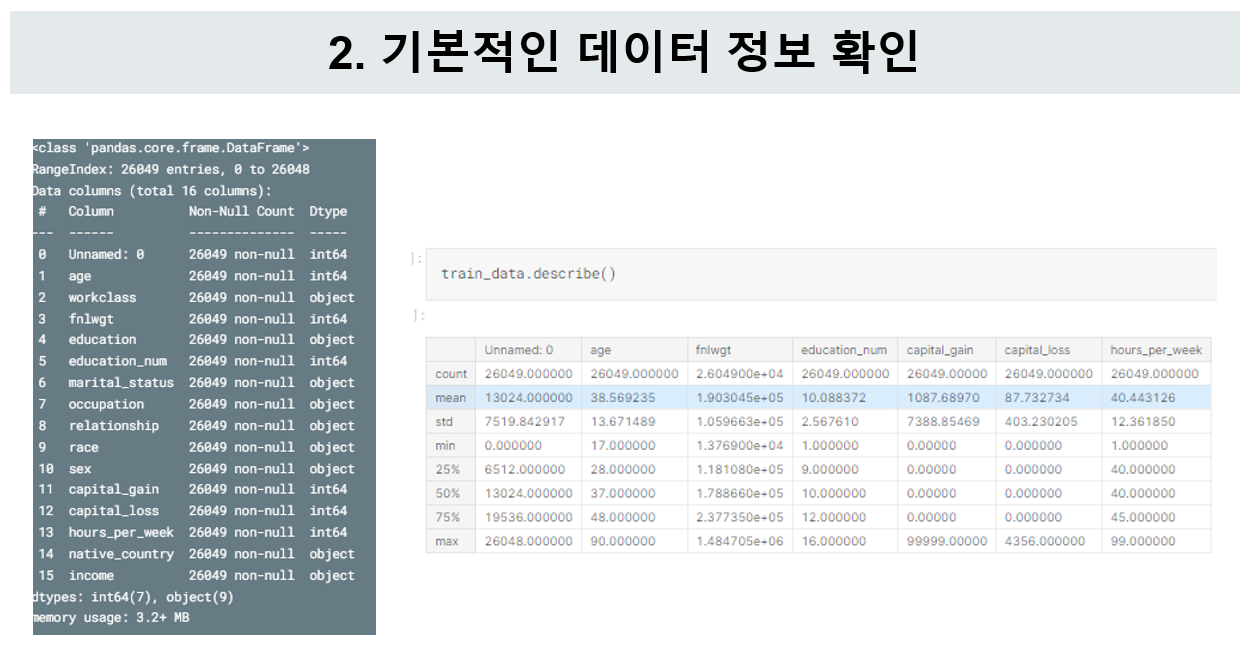 2. 기본적인 데이터 정보 확인
<class 'pandas.core.frame.DataFrame'>
RangeIndex: 26049 entries, 0 to 26048
Data columns (total 16 columns):
# Column Non-Null Count Dtype
--- ------ -------------- -----
0 Unnamed: 0 26049 non-null int64
1 age 26049 non-null int64
2 workclass 26049 non-null object
3 fnlwgt 26049 non-null int64
4 education 26049 non-null object
5 education_num 26049 non-null int64
6 marital_status 26049 non-null object
7 occupation 26049 non-null object
8 relationship 26049 non-null object
9 race 26049 non-null object
10 sex 26049 non-null object
11 capital_gain 26049 non-null int64
12 capital_loss 26049 non-null int64
13 hours_per_week 26049 non-null int64
14 native_country 26049 non-null object
15 income 26049 non-null object
dtypes: int64(7), object(9)
memory usage: 3.2+ MB
]: train_data.describe()
]:
Unnamed: 0 age fnlwgt education_num capital_gain capital_loss hours_per_week
count 26049.000000 26049.000000 2.604900e+04 26049.000000 26049.00000 26049.000000 26049.000000
mean 13024.000000 38.569235 1.903045e+05 10.088372 1087.68970 87.732734 40.443126
std 7519.842917 13.671489 1.059663e+05 2.567610 7388.85469 403.230205 12.361850
min 0.000000 17.000000 1.376900e+04 1.000000 0.00000 0.000000 1.000000
25% 6512.000000 28.000000 1.181080e+05 9.000000 0.00000 0.000000 40.000000
50% 13024.000000 37.000000 1.788660e+05 10.000000 0.00000 0.000000 40.000000
75% 19536.000000 48.000000 2.377350e+05 12.000000 0.00000 0.000000 45.000000
max 26048.000000 90.000000 1.484705e+06 16.000000 99999.00000 4356.000000 99.000000